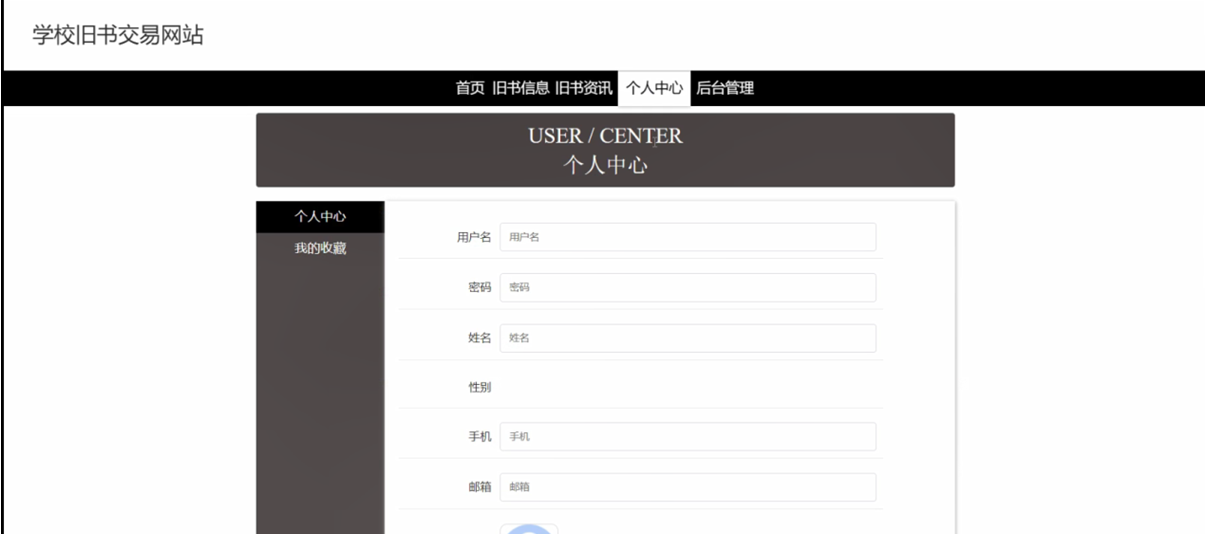 学校旧书交易网站
首页 旧书信息 旧书资讯 个人中心 后台管理
USER / CENTER
个人中心
个人中心
我的收藏
用户名 用户名
密码 密码
姓名 姓名
性别
手机 手机
邮箱 邮箱